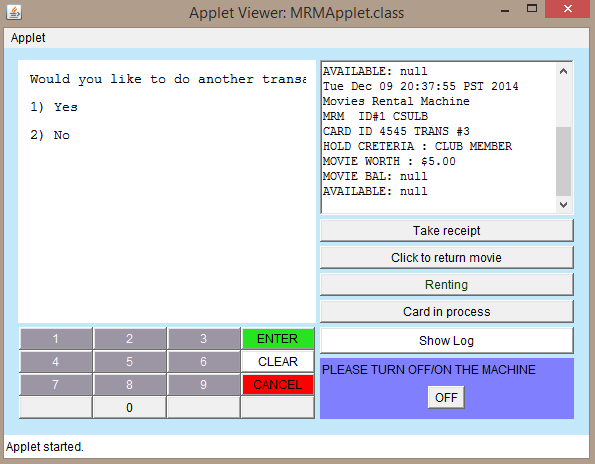 Applet Viewer: MRMApplet.class
Applet
Would you like to do another transa
1) Yes
2) No
AVAILABLE: null
Tue Dec 09 20:37:55 PST 2014
Movies Rental Machine
MRM  ID#1 CSULB
CARD ID 4545 TRANS #3
HOLD CRETERIA : CLUB MEMBER
MOVIE WORTH : $5.00
MOVIE BAL: null
AVAILABLE: null
Take receipt
Click to return movie
Renting
Card in process
Show Log
1 2 3 ENTER
4 5 6 CLEAR
7 8 9 CANCEL
0
PLEASE TURN OFF/ON THE MACHINE
OFF
Applet started.